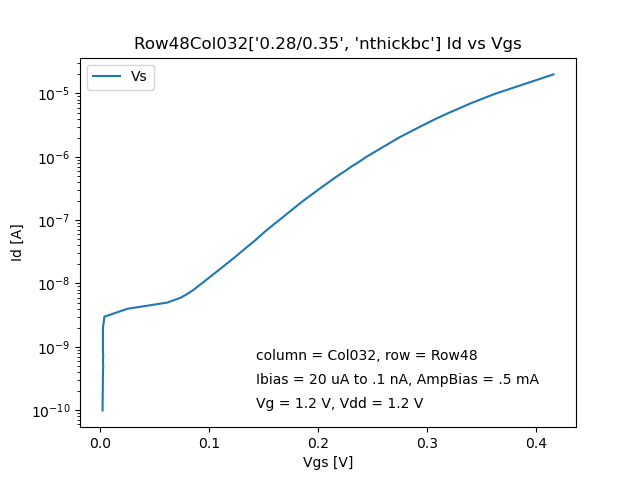 Row48Col032['0.28/0.35', 'nthickbc'] Id vs Vgs
Vs
Id [A]
10⁻⁵
10⁻⁶
10⁻⁷
10⁻⁸
10⁻⁹
10⁻¹⁰
column = Col032, row = Row48
Ibias = 20 uA to .1 nA, AmpBias = .5 mA
Vg = 1.2 V, Vdd = 1.2 V
0.0 0.1 0.2 0.3 0.4
Vgs [V]